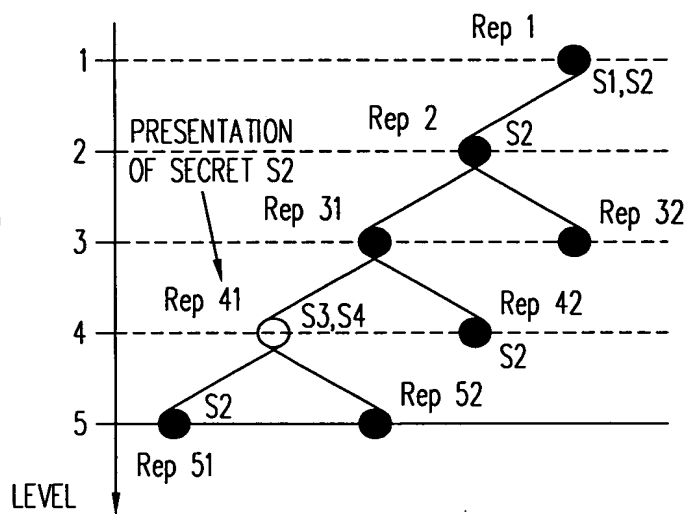 Rep 1
1
S1,S2
PRESENTATION
OF SECRET S2
Rep 2
S2
2
Rep 31
Rep 32
3
Rep 41
S3,S4
Rep 42
4
S2
S2
Rep 52
5
Rep 51
LEVEL